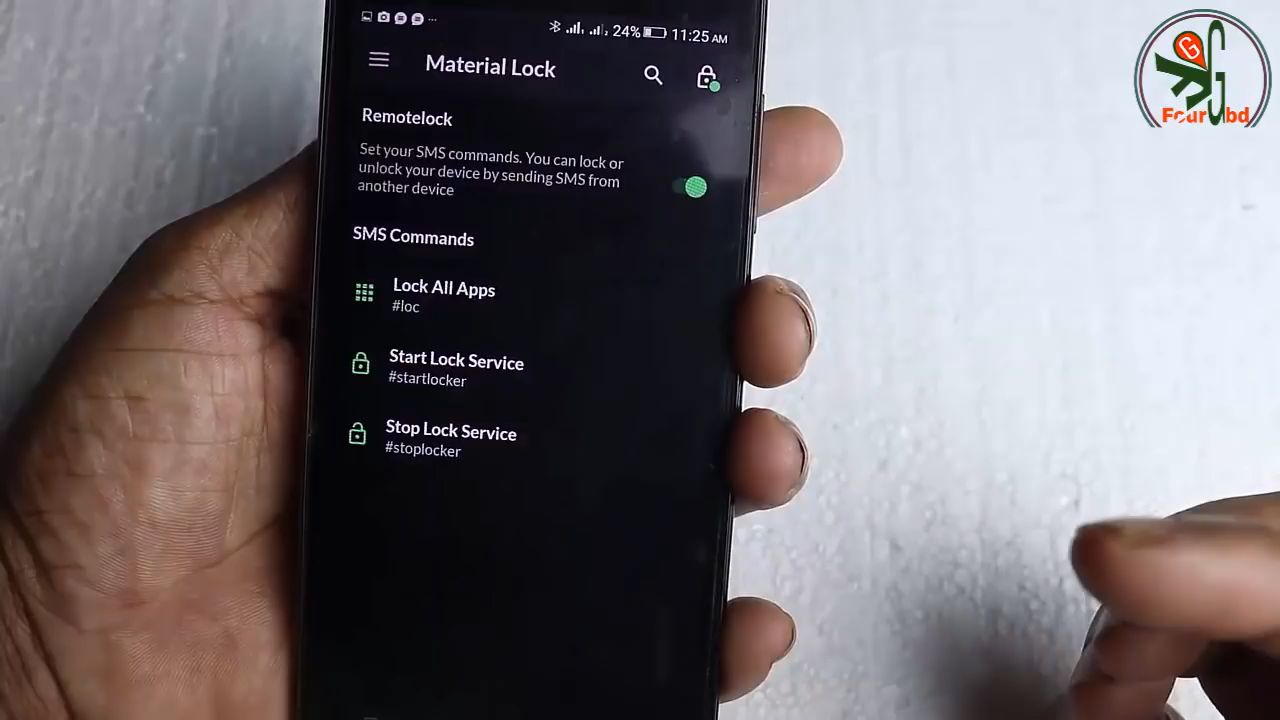 24% 11:25 AM
Material Lock
Remotelock
Set your SMS commands. You can lock or
unlock your device by sending SMS from
another device
SMS Commands
Lock All Apps
#loc
Start Lock Service
#startlocker
Stop Lock Service
#stoplocker
G